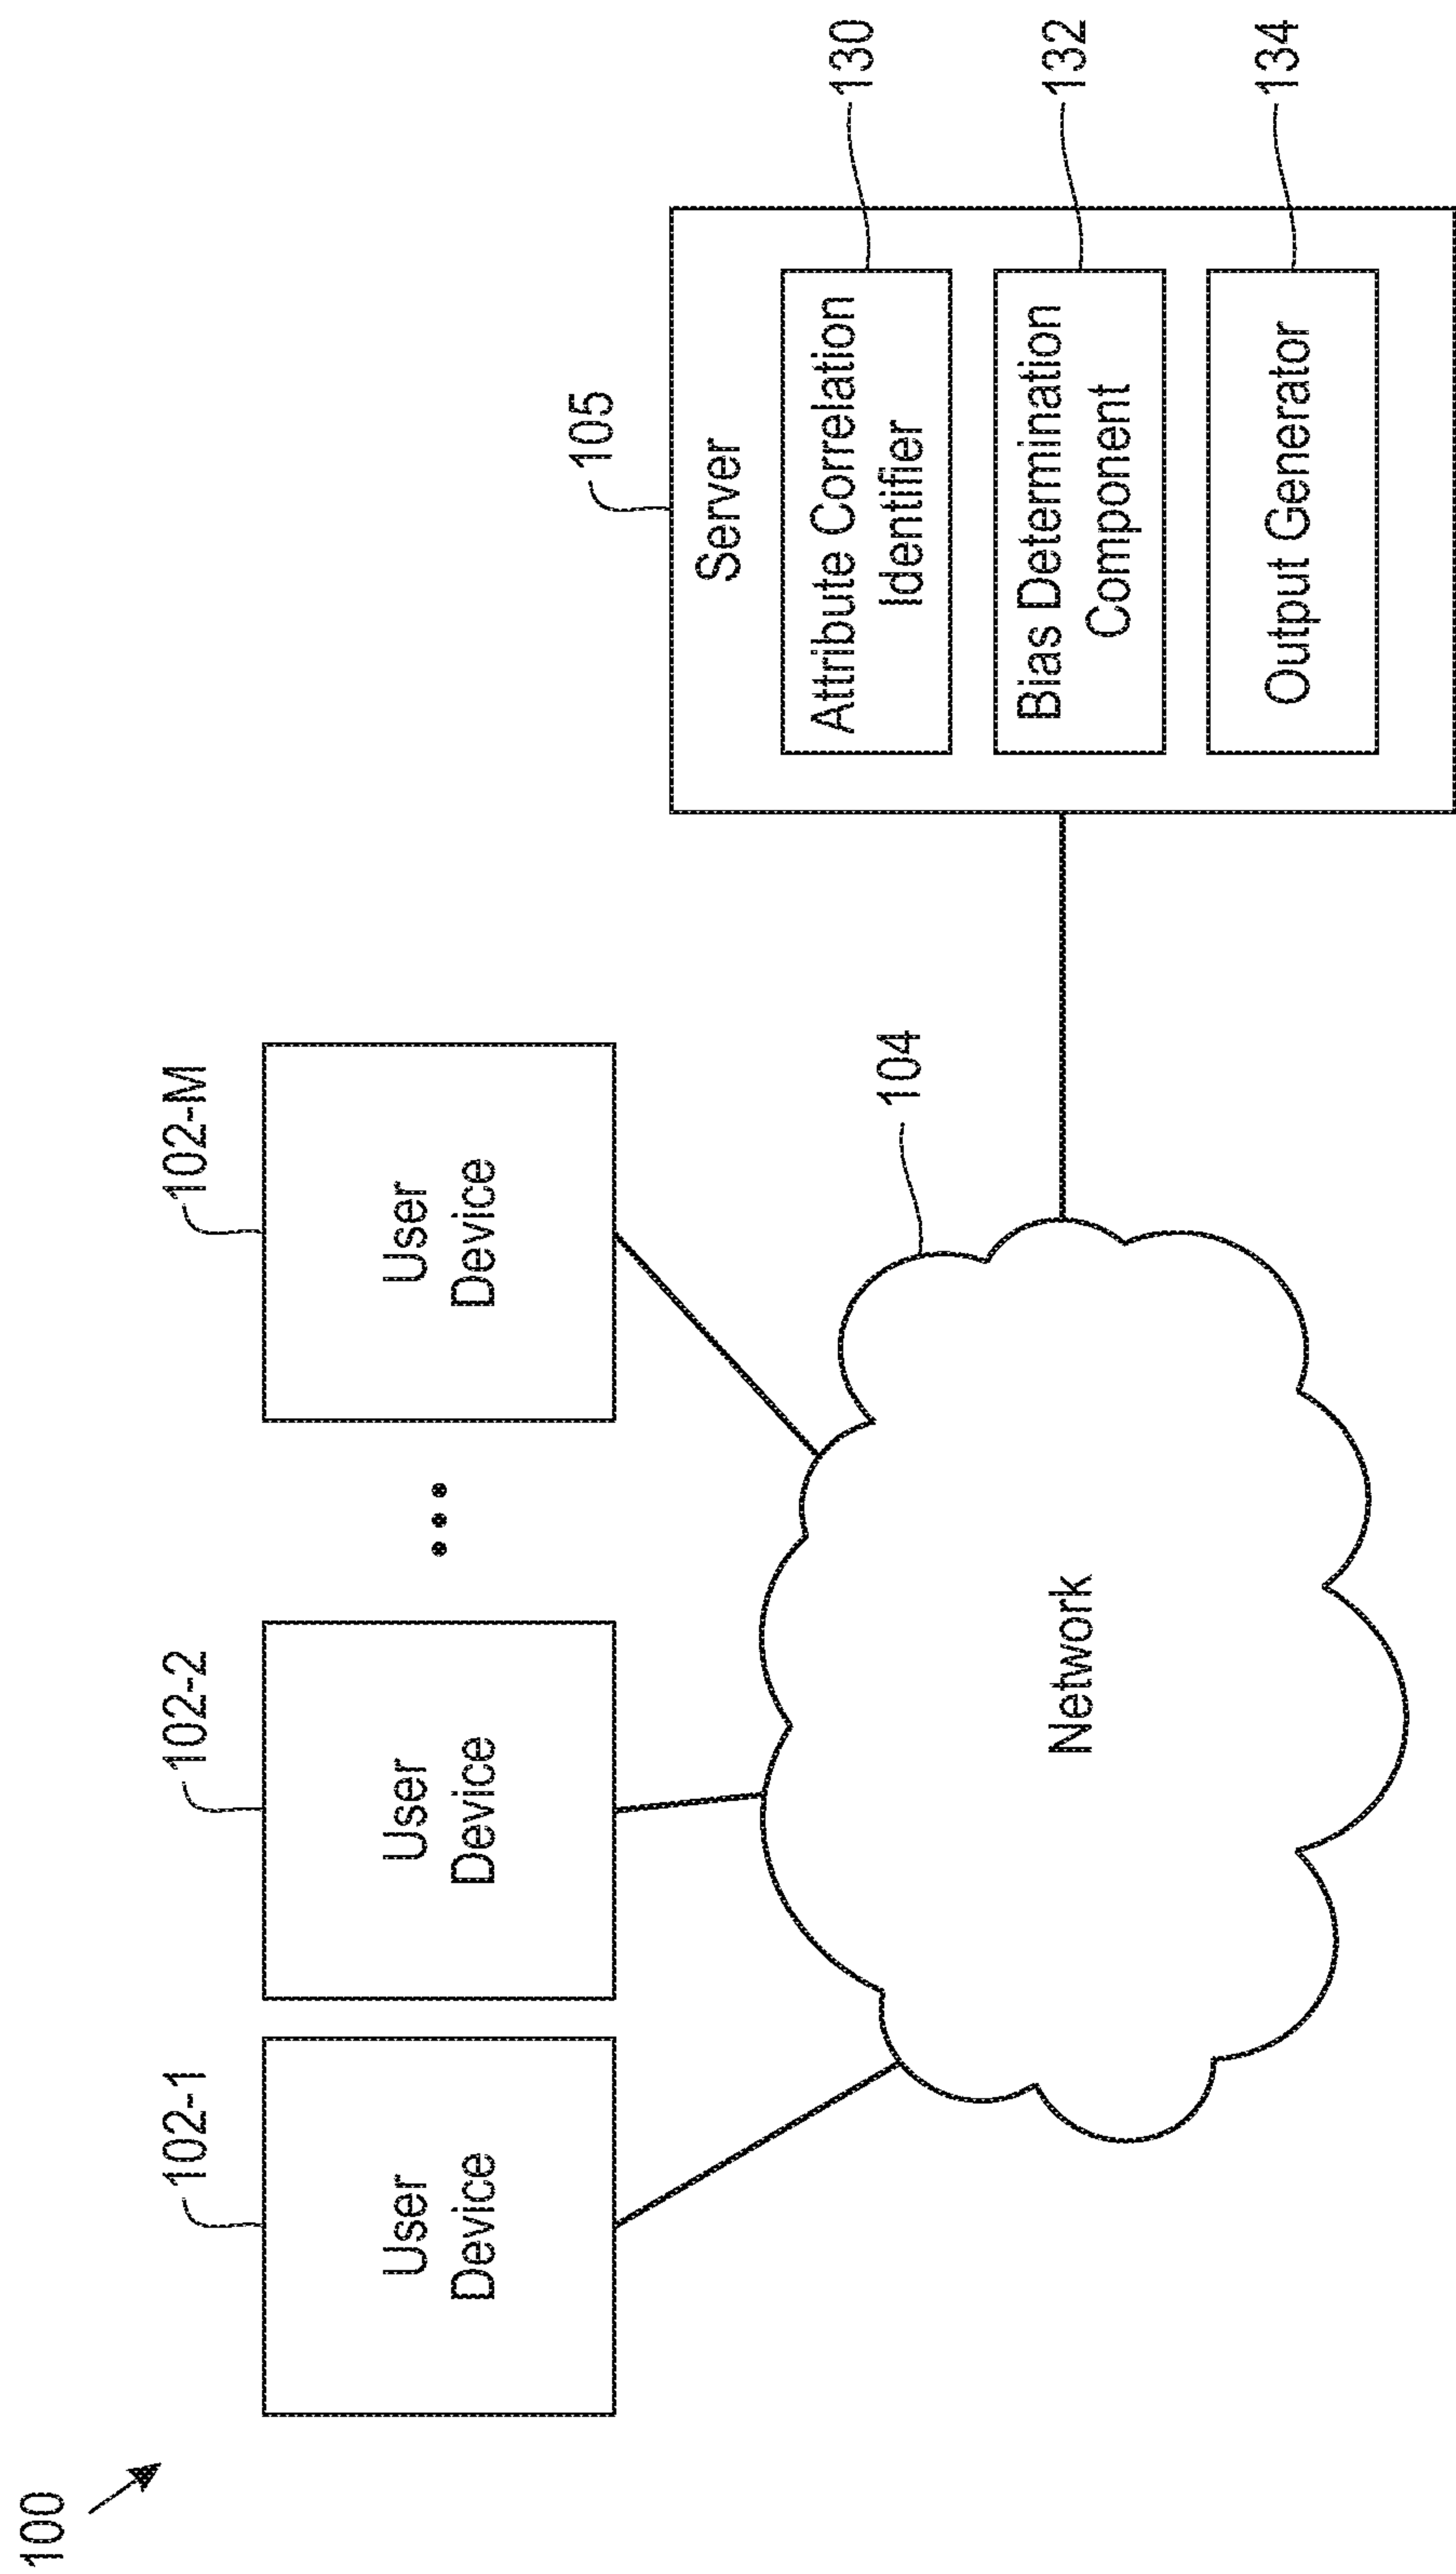 100
102-1
User
Device
102-2
User
Device
102-M
User
Device
104
Network
105
Server
Attribute Correlation
Identifier
130
Bias Determination
Component
132
Output Generator
134